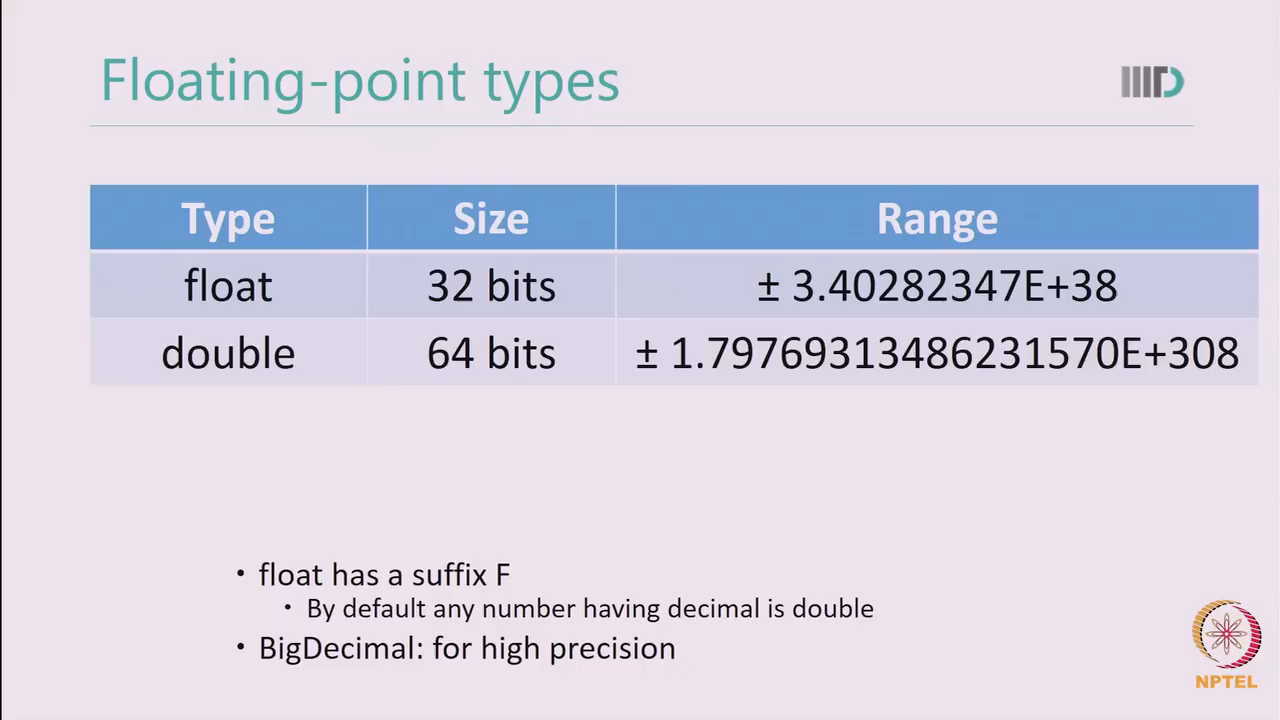 Floating-point types
IIITD
Type Size Range
float 32 bits ± 3.40282347E+38
double 64 bits ± 1.79769313486231570E+308
• float has a suffix F
• By default any number having decimal is double
• BigDecimal: for high precision
NPTEL